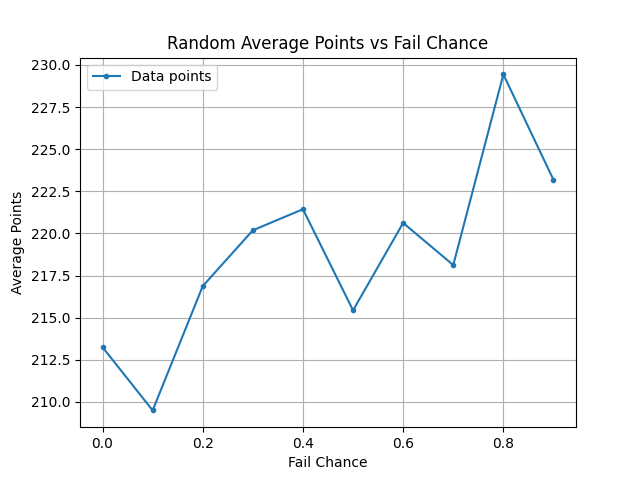 Random Average Points vs Fail Chance
Data points
230.0
227.5
225.0
222.5
220.0
217.5
215.0
212.5
210.0
Average Points
0.0 0.2 0.4 0.6 0.8
Fail Chance